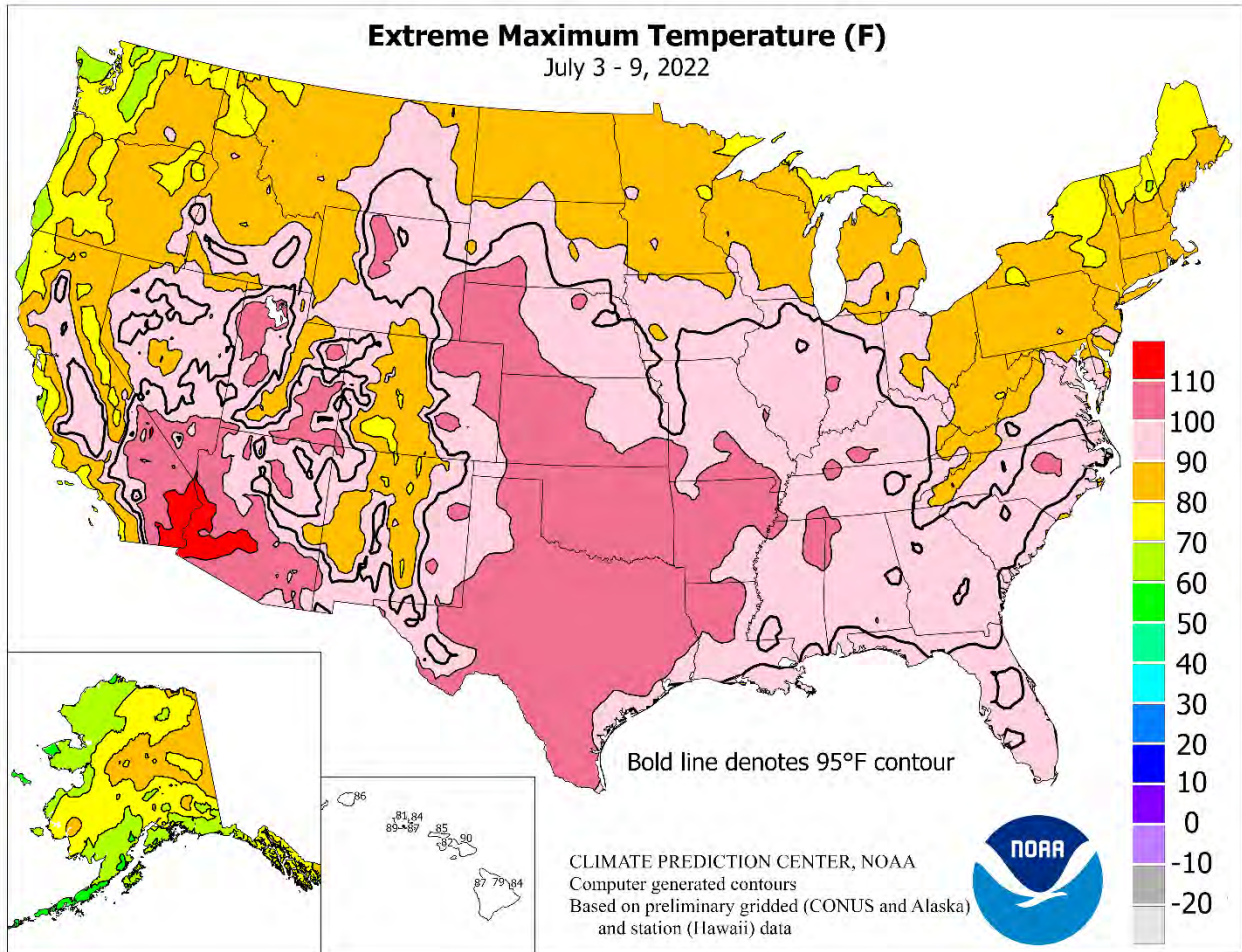 Extreme Maximum Temperature (F)
July 3 - 9, 2022
110
100
90
80
70
60
50
40
30
20
10
0
-10
-20
Bold line denotes 95°F contour
86
81 84
89 87
85
82
90
87 79 84
CLIMATE PREDICTION CENTER, NOAA
Computer generated contours
Based on preliminary gridded (CONUS and Alaska)
and station (Hawaii) data
NOAA